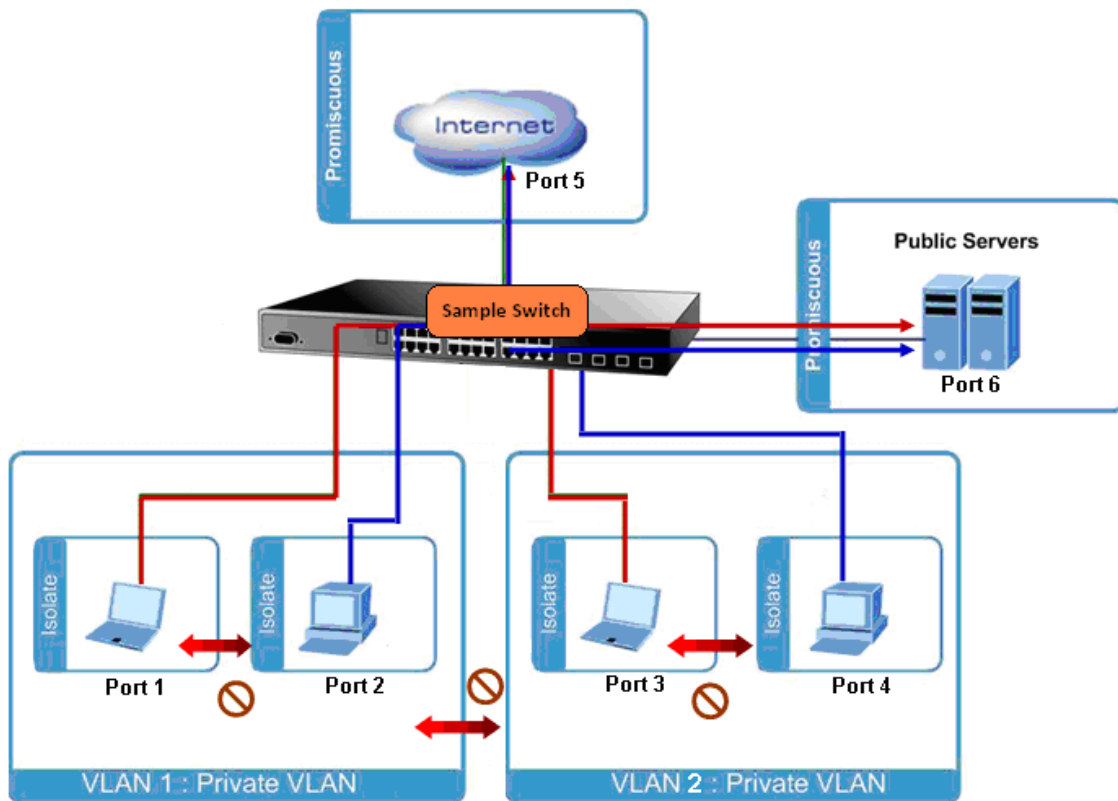 Promiscuous
Internet
Port 5
Promiscuous
Public Servers
Port 6
Sample Switch
Isolate
Port 1
Isolate
Port 2
Isolate
Port 3
Isolate
Port 4
VLAN 1 : Private VLAN
VLAN 2 : Private VLAN